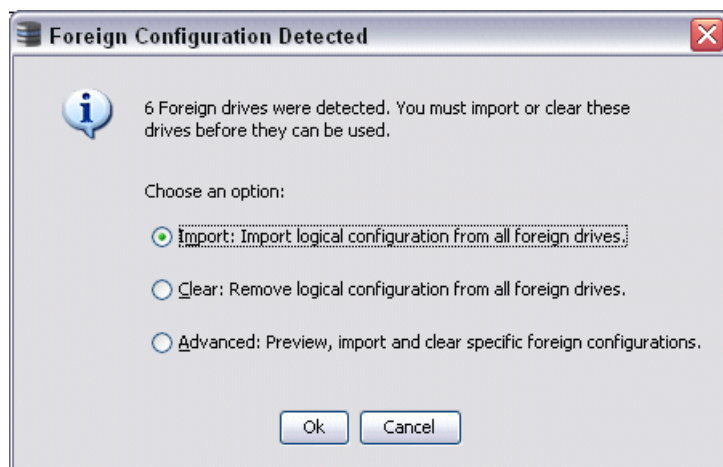 Foreign Configuration Detected
6 Foreign drives were detected. You must import or clear these
drives before they can be used.
Choose an option:
Import: Import logical configuration from all foreign drives.
Clear: Remove logical configuration from all foreign drives.
Advanced: Preview, import and clear specific foreign configurations.
Ok
Cancel